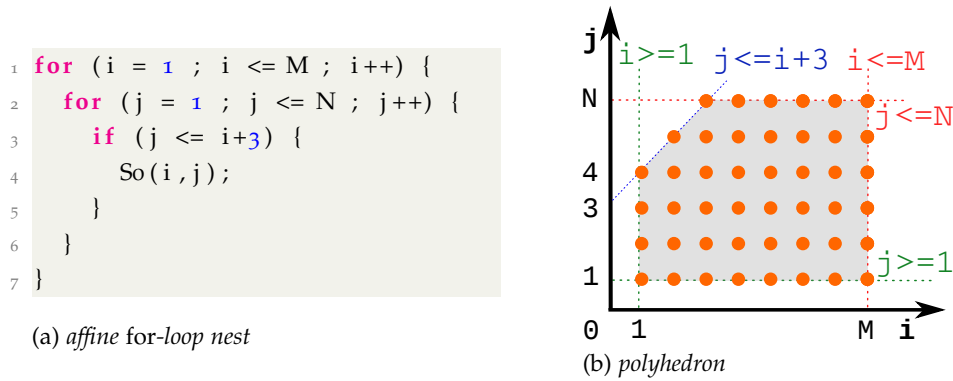 1 for (i = 1 ; i <= M ; i++) {
2 for (j = 1 ; j <= N ; j++) {
3 if (j <= i+3) {
4 So(i,j);
5 }
6 }
7 }
(a) affine for-loop nest
j
i>=1
j<=i+3
i<=M
N
j<=N
4
3
j>=1
1
0
1
M
i
(b) polyhedron